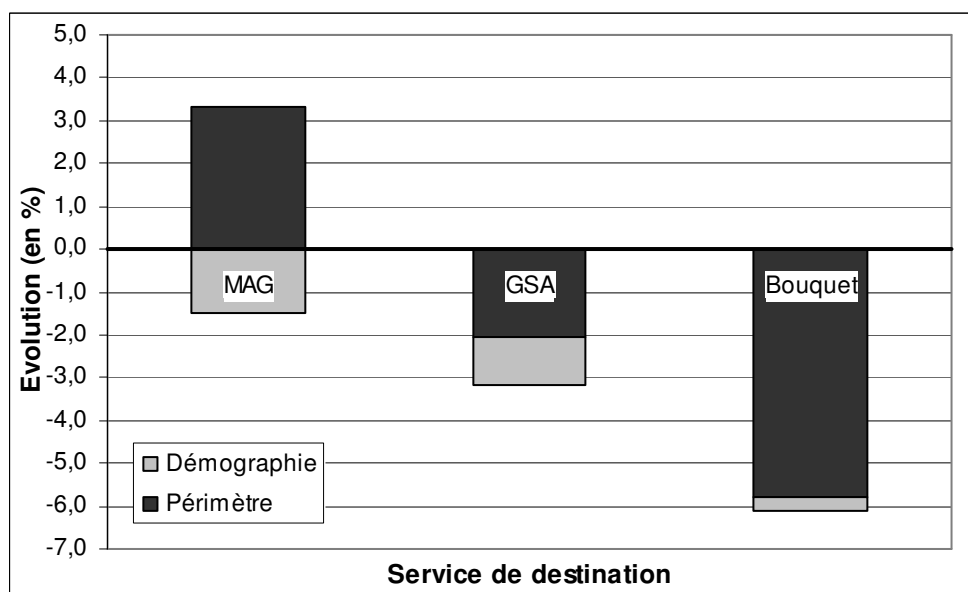 5,0
4,0
3,0
2,0
1,0
0,0
-1,0
-2,0
-3,0
-4,0
-5,0
-6,0
-7,0
Evolution (en %)
MAG
GSA
Bouquet
Démographie
Périmètre
Service de destination